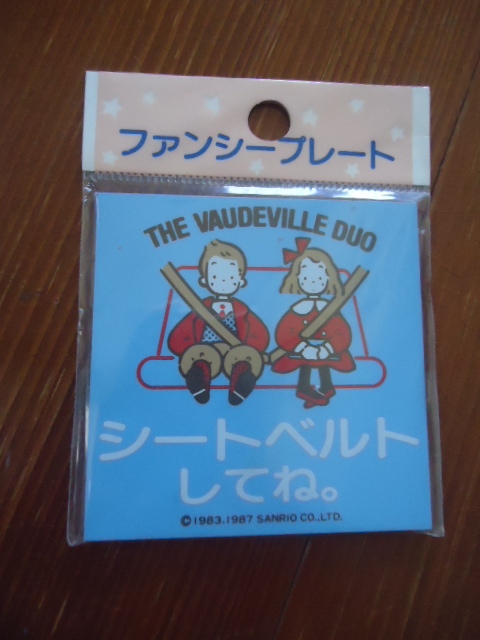 ファンシープレート
THE VAUDEVILLE DUO
シートベルト
してね。
©1983,1987 SANRIO CO.,LTD.